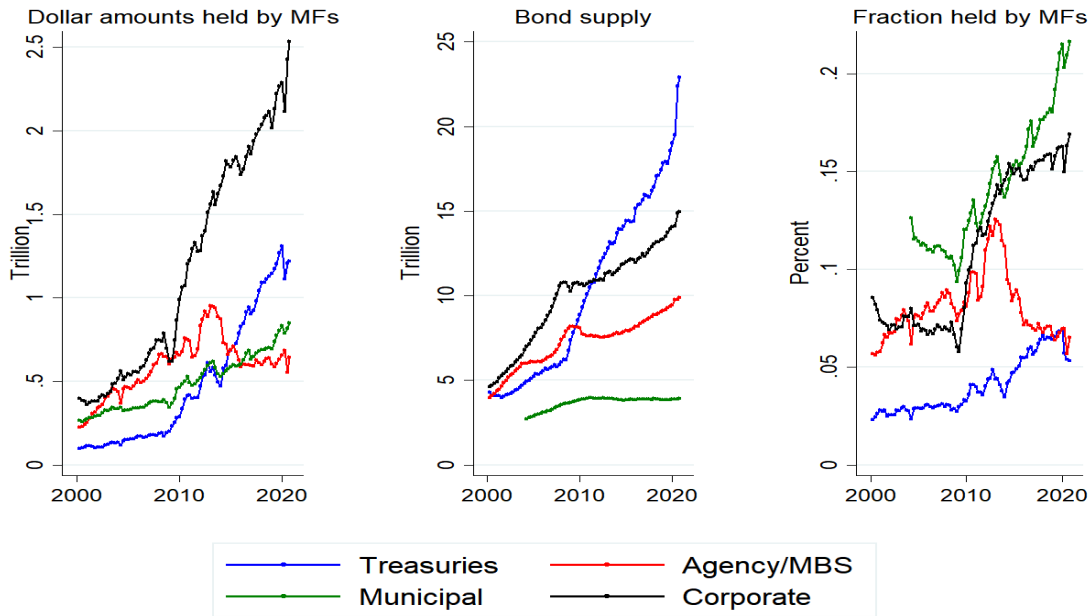 Dollar amounts held by MFs
Trillion
0 .5 1 1.5 2 2.5
2000 2010 2020
Bond supply
Trillion
0 5 10 15 20 25
2000 2010 2020
Fraction held by MFs
Percent
0 .05 .1 .15 .2
2000 2010 2020
Treasuries
Agency/MBS
Municipal
Corporate